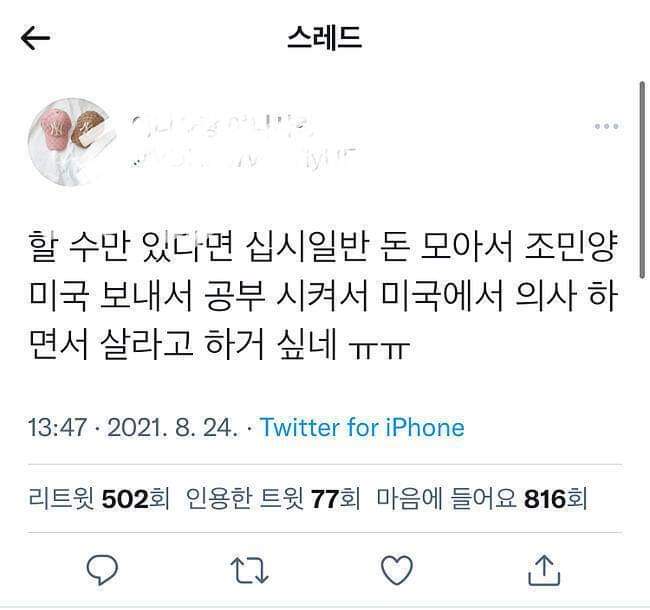 스레드
할 수만 있다면 십시일반 돈 모아서 조민양
미국 보내서 공부 시켜서 미국에서 의사 하
면서 살라고 하거 싶네 ㅠㅠ
13:47 · 2021. 8. 24. · Twitter for iPhone
리트윗 502회 인용한 트윗 77회 마음에 들어요 816회